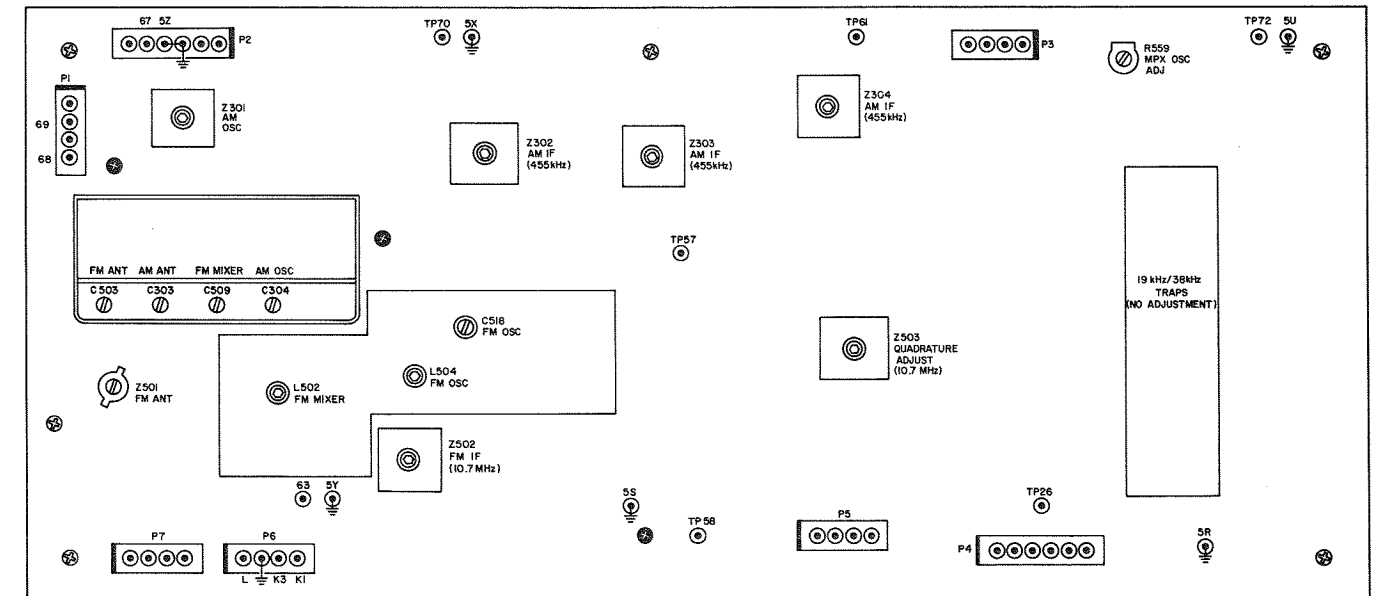 67 5Z
P2
TP70
5X
TP61
P3
TP72
5U
R559
MPX OSC
ADJ
P1
69
68
Z301
AM
OSC
Z302
AM IF
(455kHz)
Z303
AM IF
(455kHz)
Z304
AM IF
(455kHz)
TP57
FM ANT
AM ANT
FM MIXER
AM OSC
C503
C303
C509
C304
19 kHz/38kHz
TRAPS
(NO ADJUSTMENT)
C518
FM OSC
L504
FM OSC
L502
FM MIXER
Z501
FM ANT
Z503
QUADRATURE
ADJUST
(10.7 MHz)
Z502
FM IF
(10.7MHz)
63
5Y
5S
TP58
TP26
P5
P4
5R
P7
P6
L
K3
K1